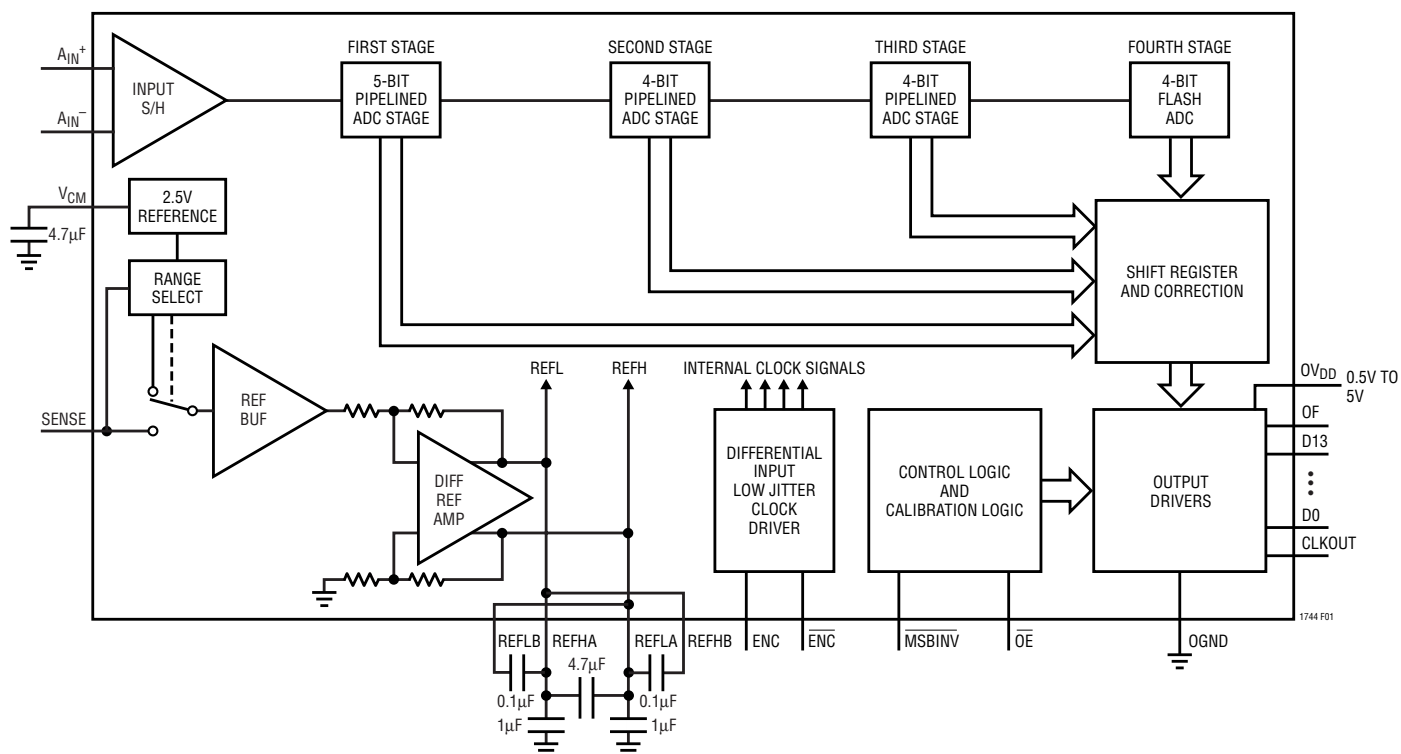 FIRST STAGE
SECOND STAGE
THIRD STAGE
FOURTH STAGE
AIN+
AIN–
INPUT
S/H
5-BIT
PIPELINED
ADC STAGE
4-BIT
PIPELINED
ADC STAGE
4-BIT
PIPELINED
ADC STAGE
4-BIT
FLASH
ADC
VCM
4.7µF
2.5V
REFERENCE
RANGE
SELECT
SHIFT REGISTER
AND CORRECTION
REFL
REFH
INTERNAL CLOCK SIGNALS
SENSE
REF
BUF
DIFF
REF
AMP
DIFFERENTIAL
INPUT
LOW JITTER
CLOCK
DRIVER
CONTROL LOGIC
AND
CALIBRATION LOGIC
OUTPUT
DRIVERS
OVDD
0.5V TO
5V
OF
D13
D0
CLKOUT
1744 F01
REFLB
REFHA
REFLA
REFHB
ENC
E̅N̅C̅
M̅S̅B̅I̅N̅V̅
O̅E̅
OGND
4.7µF
0.1µF
0.1µF
1µF
1µF